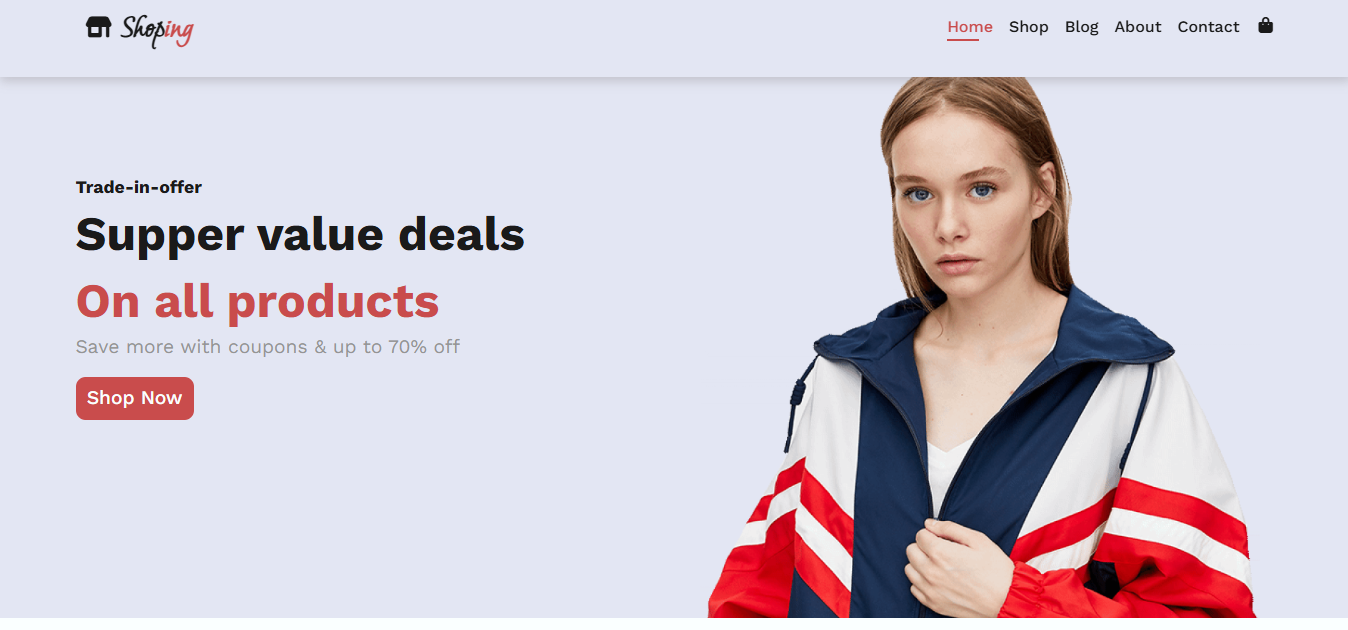 Shoping
Home Shop Blog About Contact
Trade-in-offer
Supper value deals
On all products
Save more with coupons & up to 70% off
Shop Now